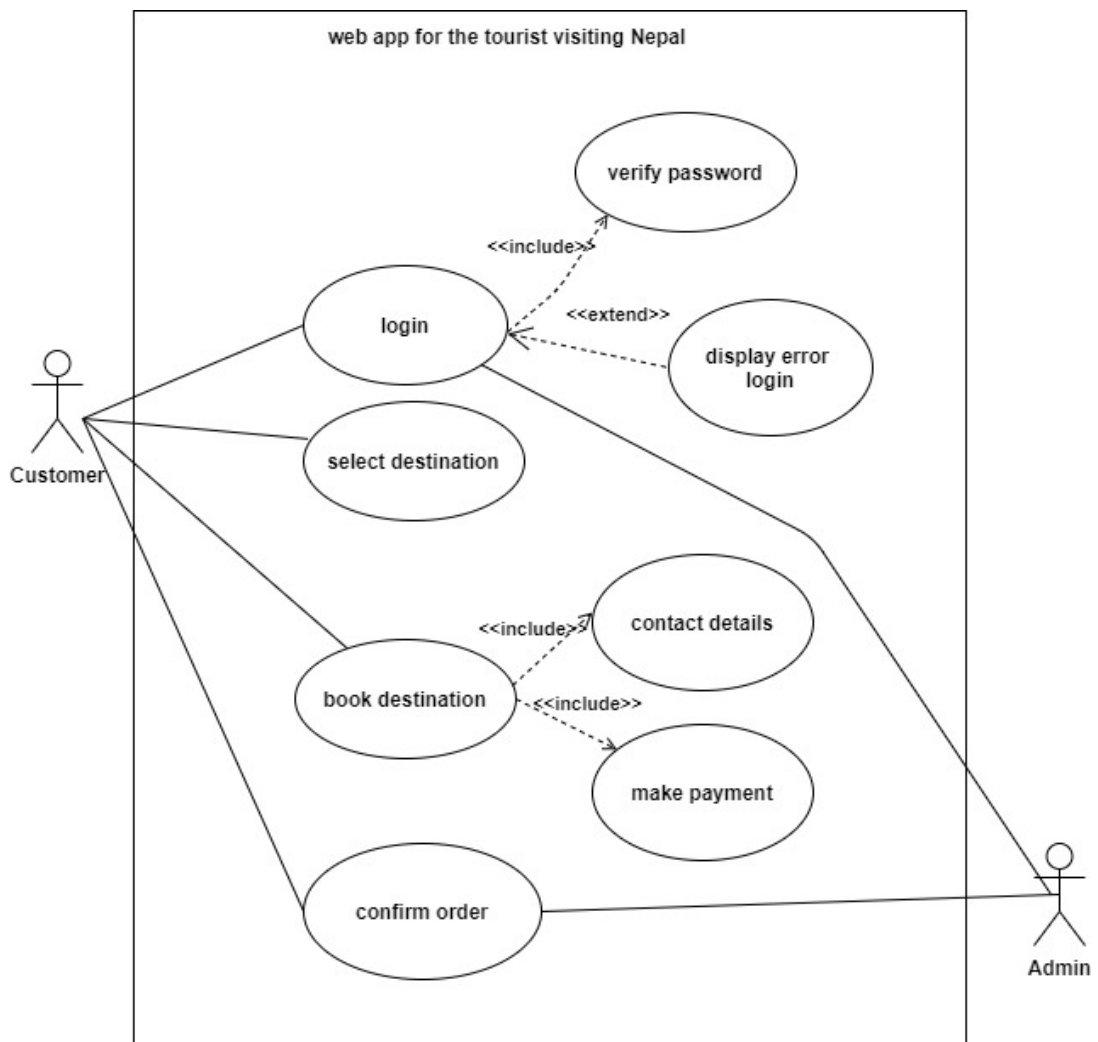 web app for the tourist visiting Nepal
verify password
<<include>>
login
<<extend>>
display error
login
Customer
select destination
contact details
<<include>>
book destination
<<include>>
make payment
confirm order
Admin